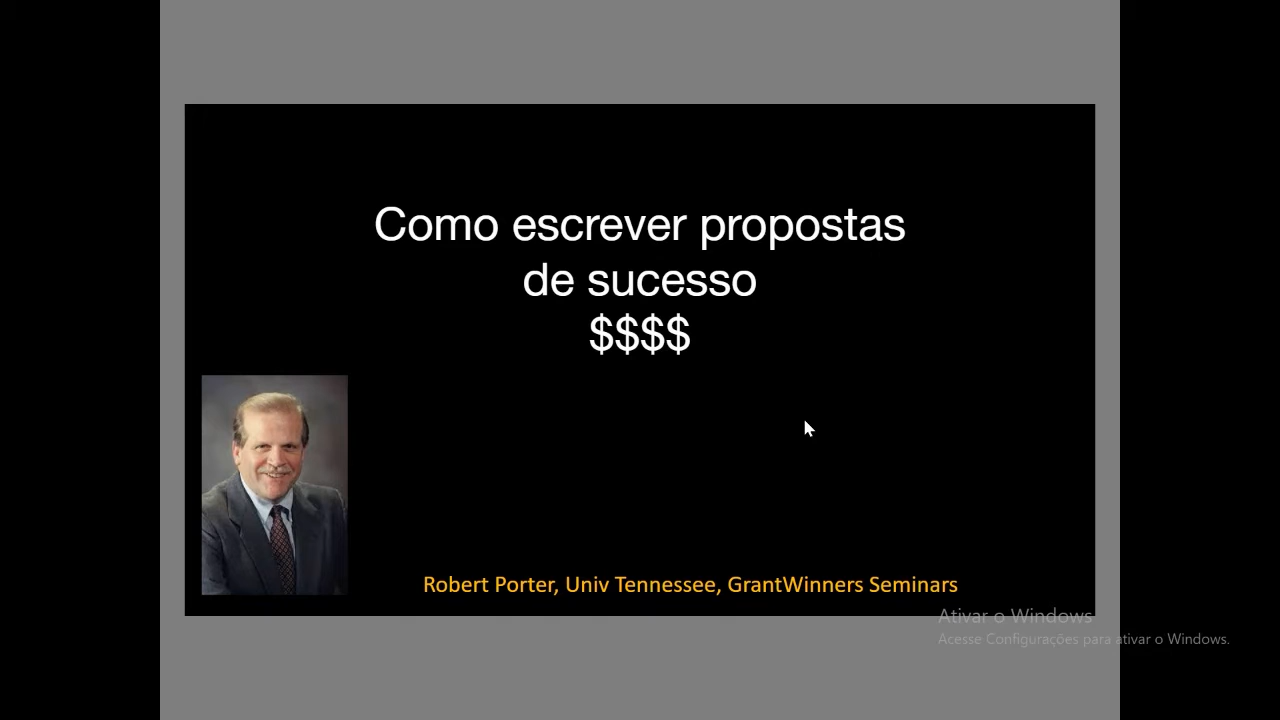 Como escrever propostas
de sucesso
$$$$
Robert Porter, Univ Tennessee, GrantWinners Seminars
Ativar o Windows
Acesse Configurações para ativar o Windows.